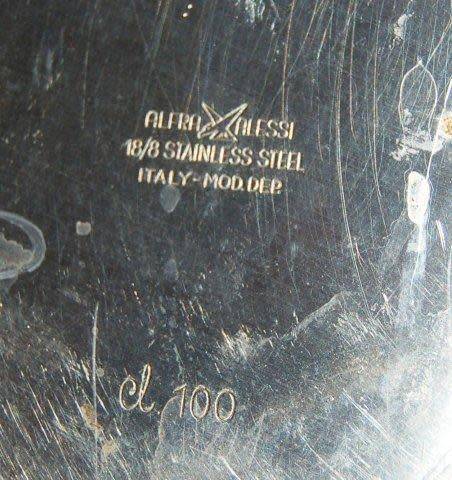 ALFRA ALESSI
18/8 STAINLESS STEEL
ITALY-MOD.DEP.
cl 100